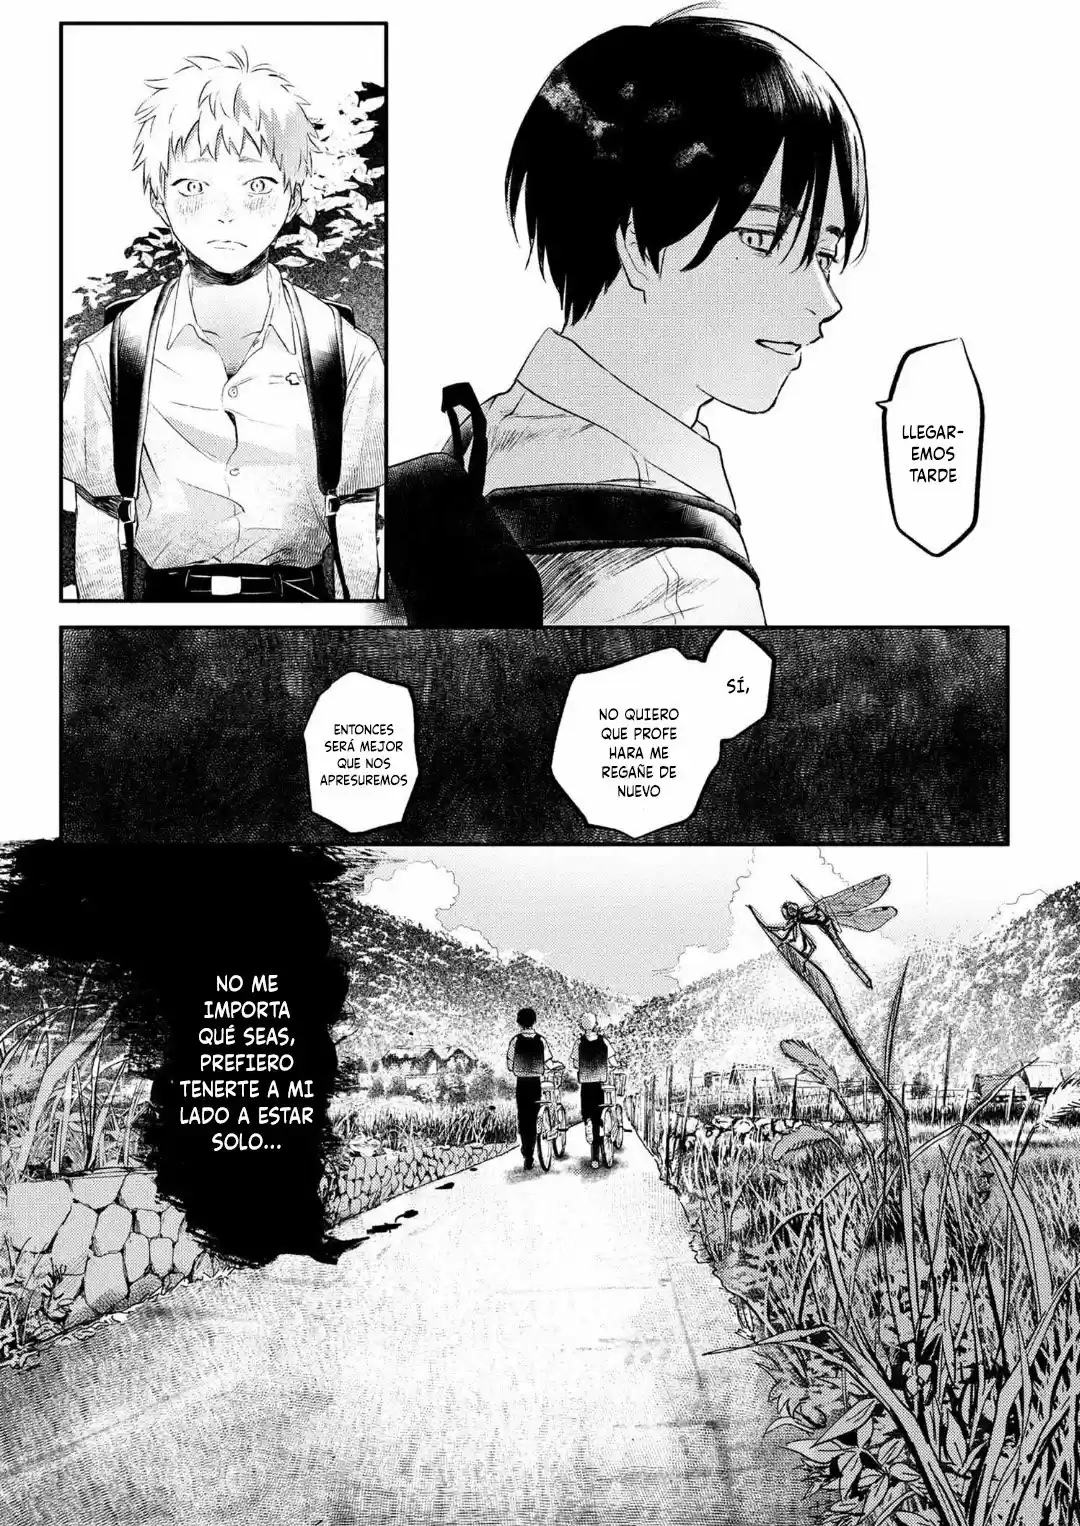 LLEGAR-
EMOS
TARDE
SÍ,
NO QUIERO
QUE PROFE
HARA ME
REGAÑE DE
NUEVO
ENTONCES
SERÁ MEJOR
QUE NOS
APRESUREMOS
NO ME
IMPORTA
QUÉ SEAS,
PREFIERO
TENERTE A MI
LADO A ESTAR
SOLO...